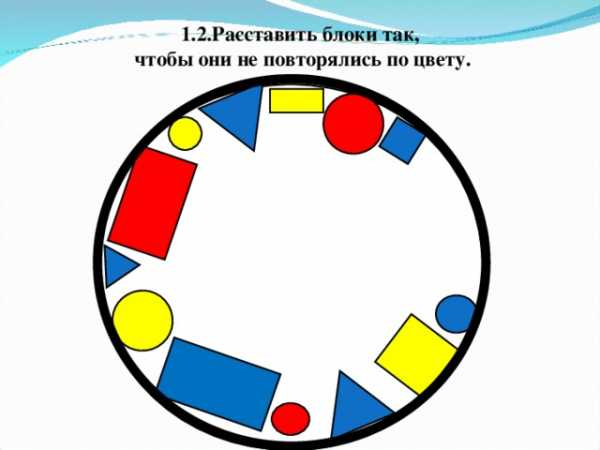 1.2.Расставить блоки так,
чтобы они не повторялись по цвету.